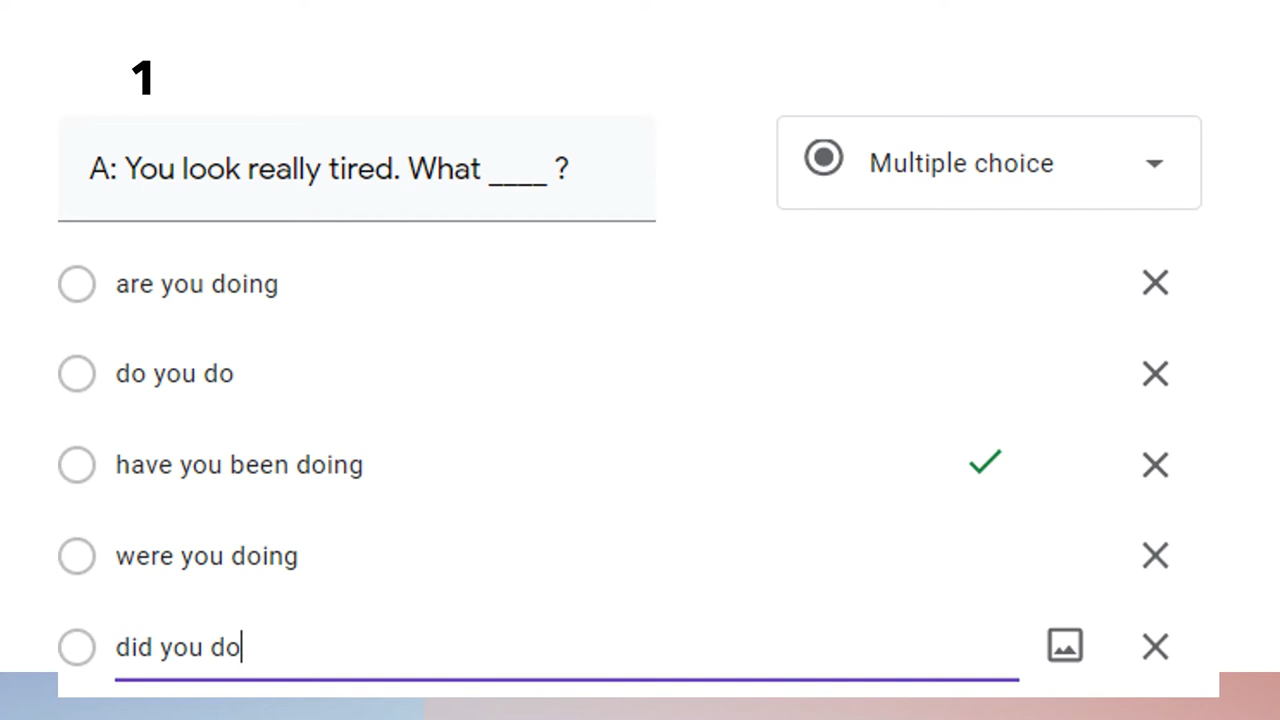 1
A: You look really tired. What ____ ?
Multiple choice
are you doing
do you do
have you been doing
were you doing
did you do